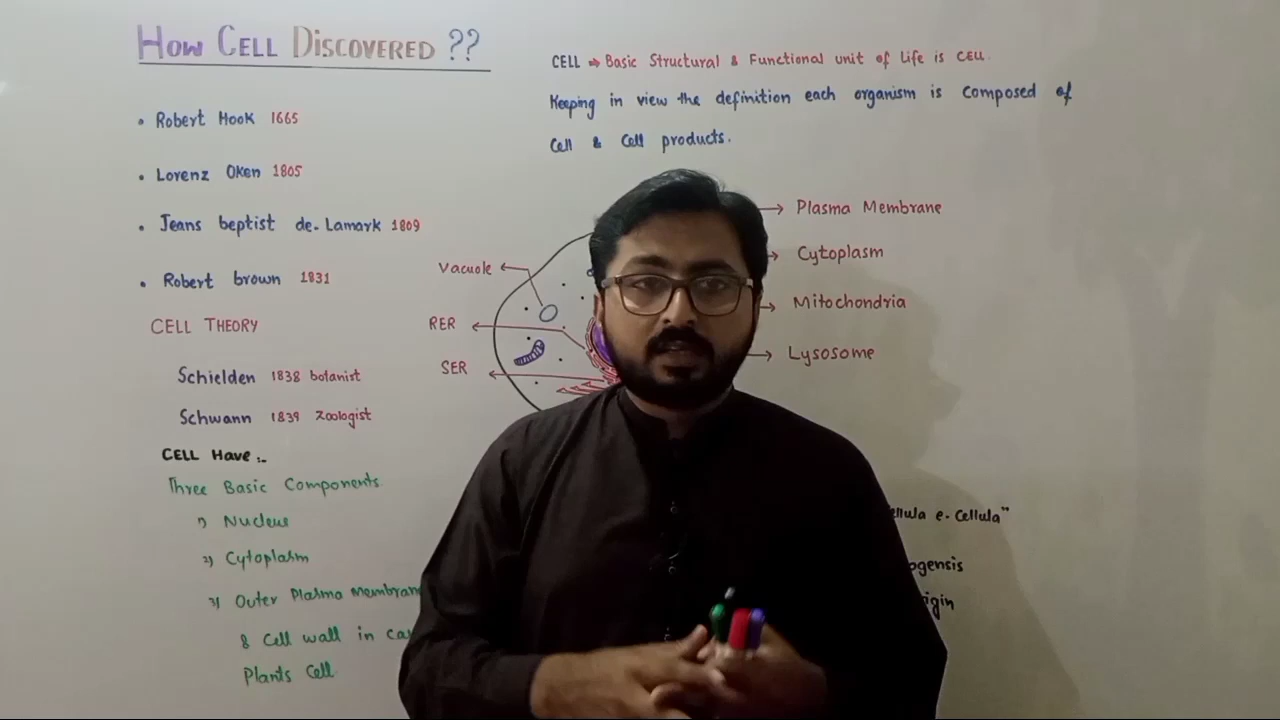 HOW CELL DISCOVERED ??
• Robert Hook 1665
• Lorenz Oken 1805
• Jeans beptist de-Lamark 1809
• Robert brown 1831
CELL THEORY
Schielden 1838 botanist
Schwann 1839 Zoologist
CELL Have :-
Three Basic Components
1) Nucleus
2) Cytoplasm
3) Outer Plasma Membran
& Cell wall in ca
Plants Cell
CELL → Basic Structural & Functional unit of Life is CELL.
Keeping in view the definition each organism is composed of
Cell & Cell products.
Vacuole
RER
SER
Plasma Membrane
Cytoplasm
Mitochondria
Lysosome
ellula e-Cellula"
ogensis
igin